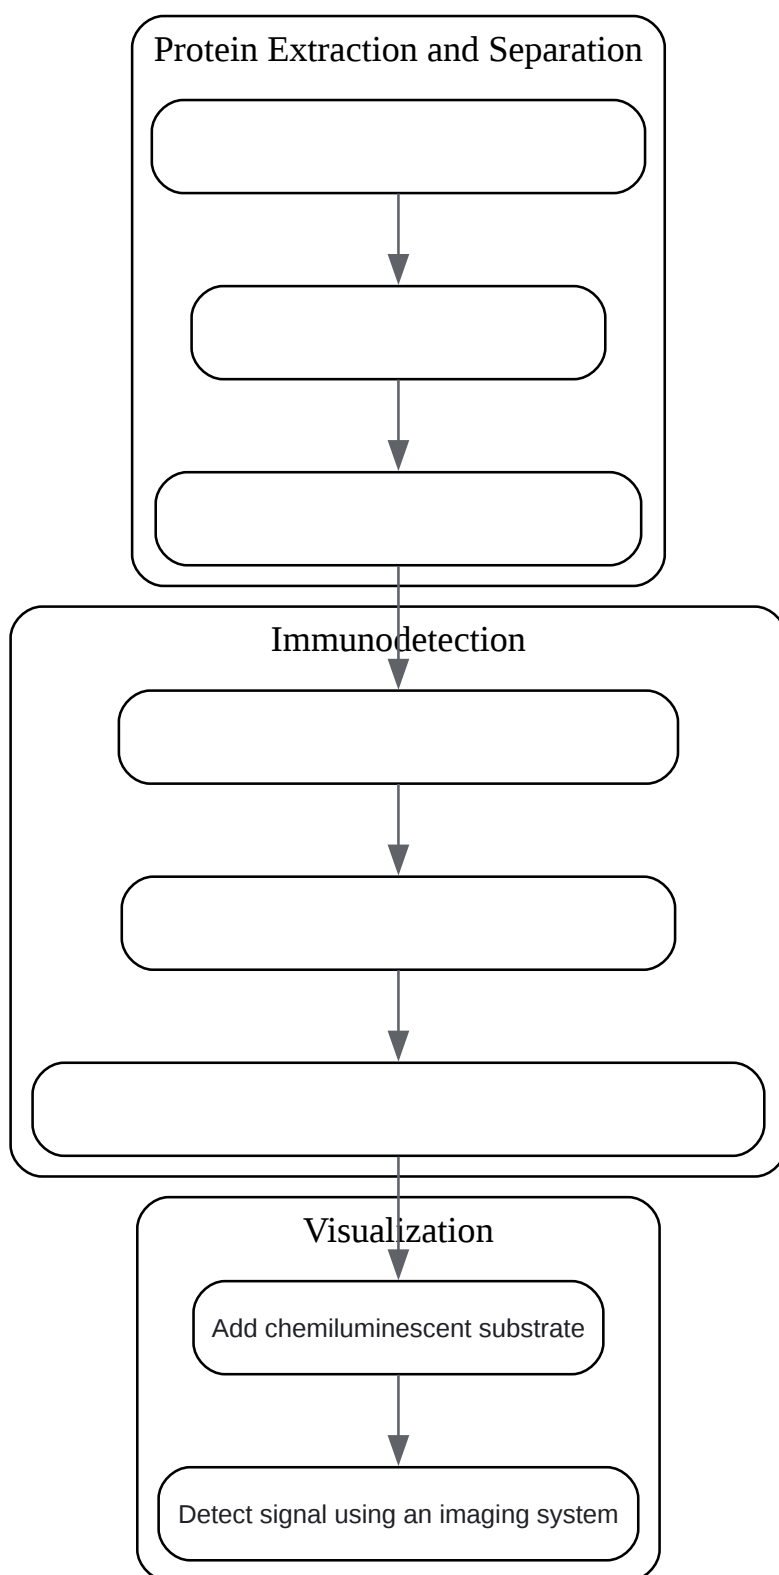 Protein Extraction and Separation
Immunodetection
Visualization
Add chemiluminescent substrate
Detect signal using an imaging system